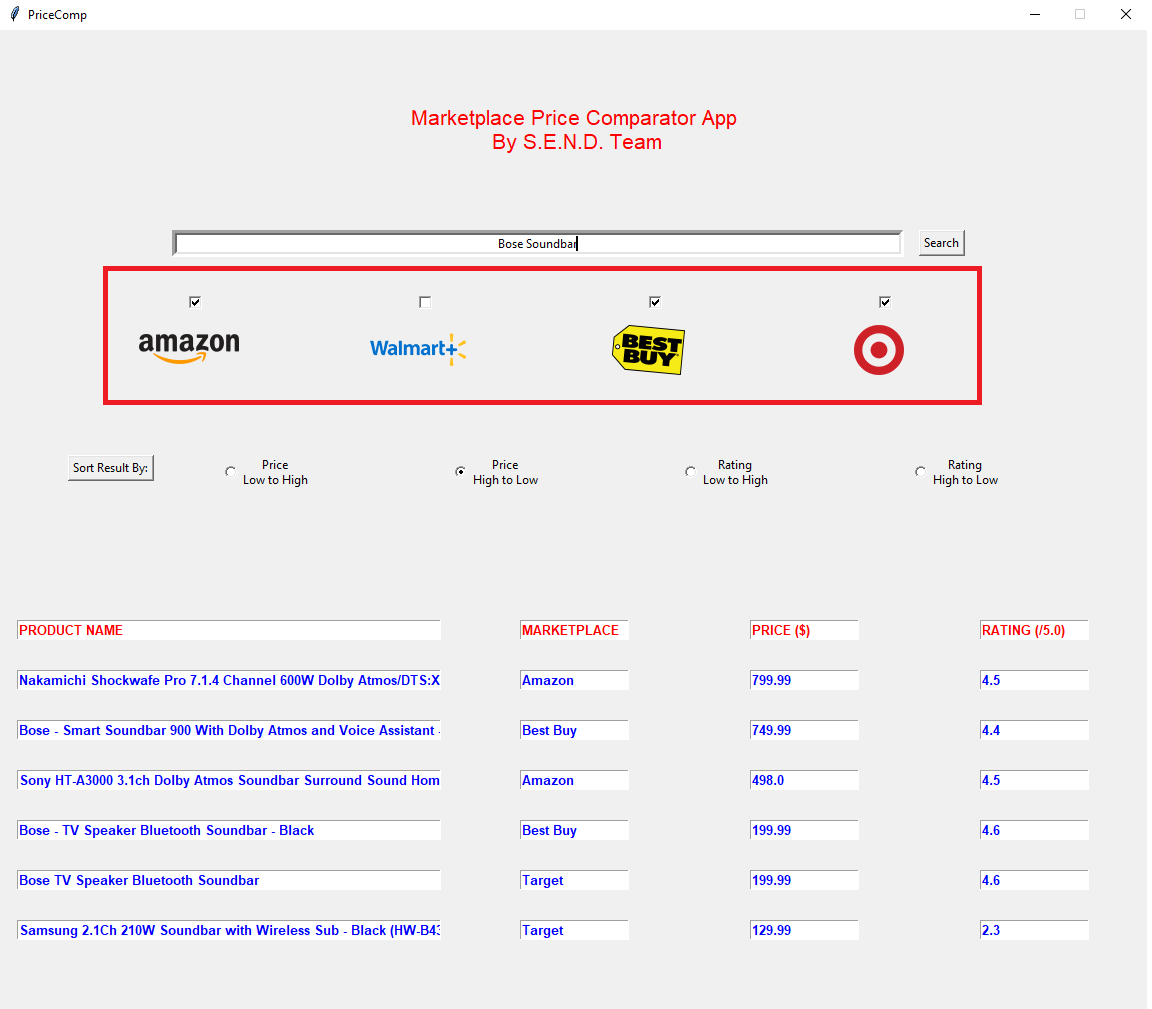 PriceComp
Marketplace Price Comparator App
By S.E.N.D. Team
Bose Soundbar Search
amazon Walmart+ BEST BUY
Sort Result By: Price Low to High Price High to Low Rating Low to High Rating High to Low
PRODUCT NAME MARKETPLACE PRICE ($) RATING (/5.0)
Nakamichi Shockwafe Pro 7.1.4 Channel 600W Dolby Atmos/DTS:X Amazon 799.99 4.5
Bose - Smart Soundbar 900 With Dolby Atmos and Voice Assistant - Best Buy 749.99 4.4
Sony HT-A3000 3.1ch Dolby Atmos Soundbar Surround Sound Hom Amazon 498.0 4.5
Bose - TV Speaker Bluetooth Soundbar - Black Best Buy 199.99 4.6
Bose TV Speaker Bluetooth Soundbar Target 199.99 4.6
Samsung 2.1Ch 210W Soundbar with Wireless Sub - Black (HW-B43 Target 129.99 2.3